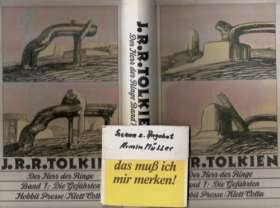 J.R.R.TOLKIEN
Der Herr der Ringe
Band 1: Die Gefährten
Hobbit Presse/Klett-Cotta
J.R.R.TOLKIEN
Der Herr der Ringe Band
das muß ich
mir merken!
J.R.R.TOLKIEN
Der Herr der Ringe
Band 1: Die Gefährten
Hobbit Presse/Klett-Cotta